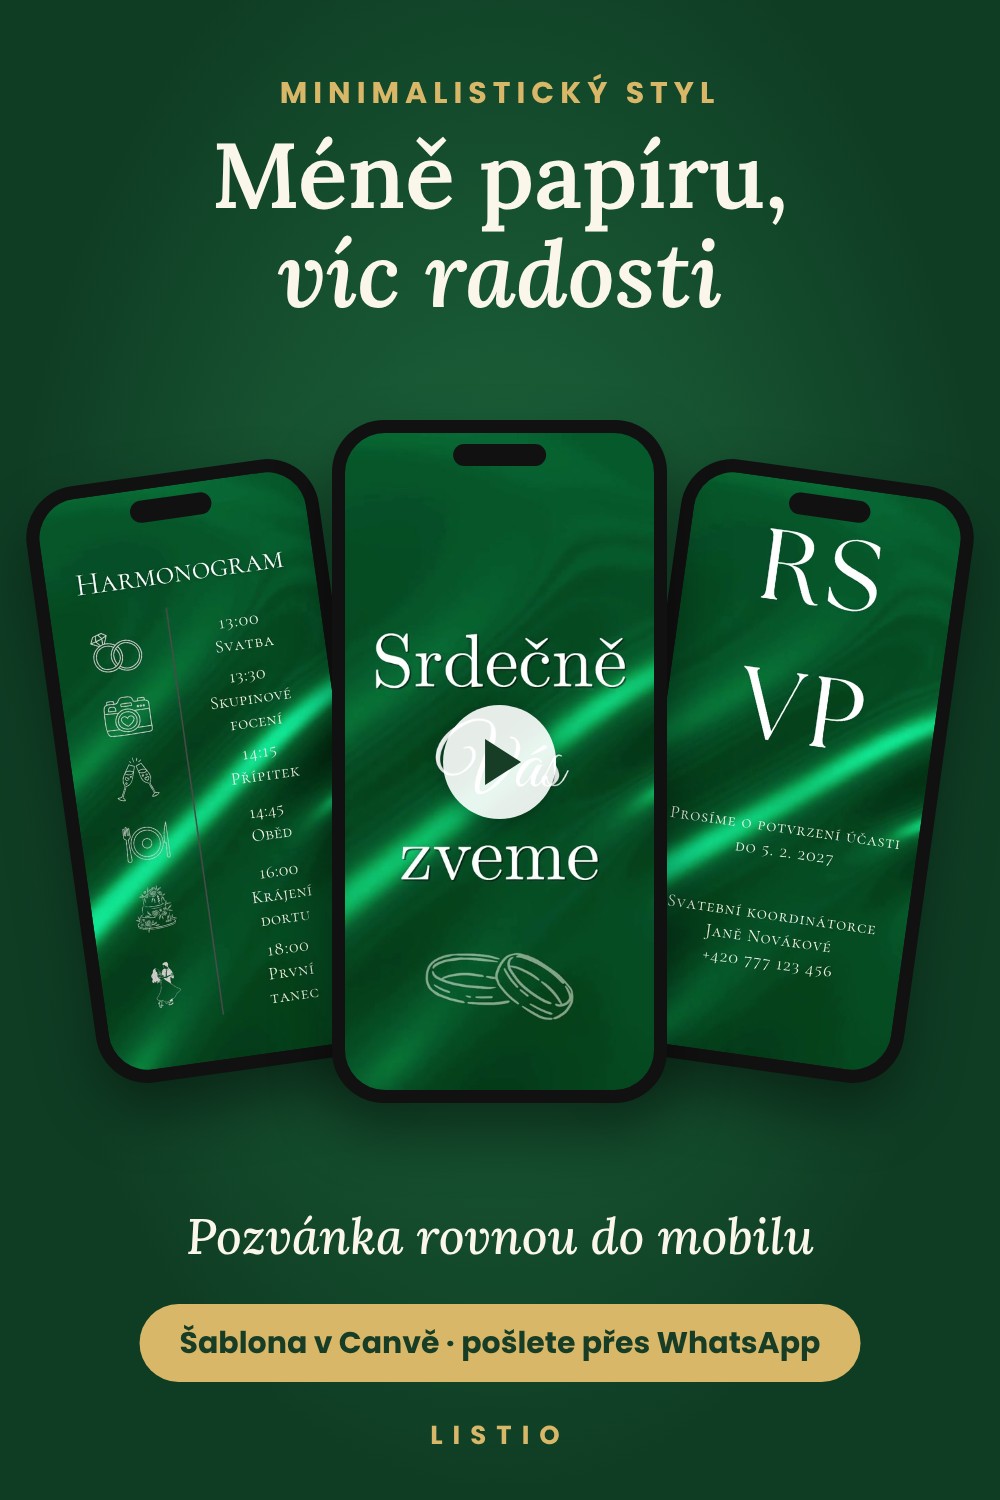 MINIMALISTICKÝ STYL
Méně papíru,
víc radosti
HARMONOGRAM
13:00
SVATBA
13:30
SKUPINOVÉ
FOCENÍ
14:15
PŘÍPITEK
14:45
OBĚD
16:00
KRÁJENÍ
DORTU
18:00
PRVNÍ
TANEC
Srdečně
Vás
zveme
RS
VP
PROSÍME O POTVRZENÍ ÚČASTI
DO 5. 2. 2027
SVATEBNÍ KOORDINÁTORCE
JANĚ NOVÁKOVÉ
+420 777 123 456
Pozvánka rovnou do mobilu
Šablona v Canvě · pošlete přes WhatsApp
LISTIO